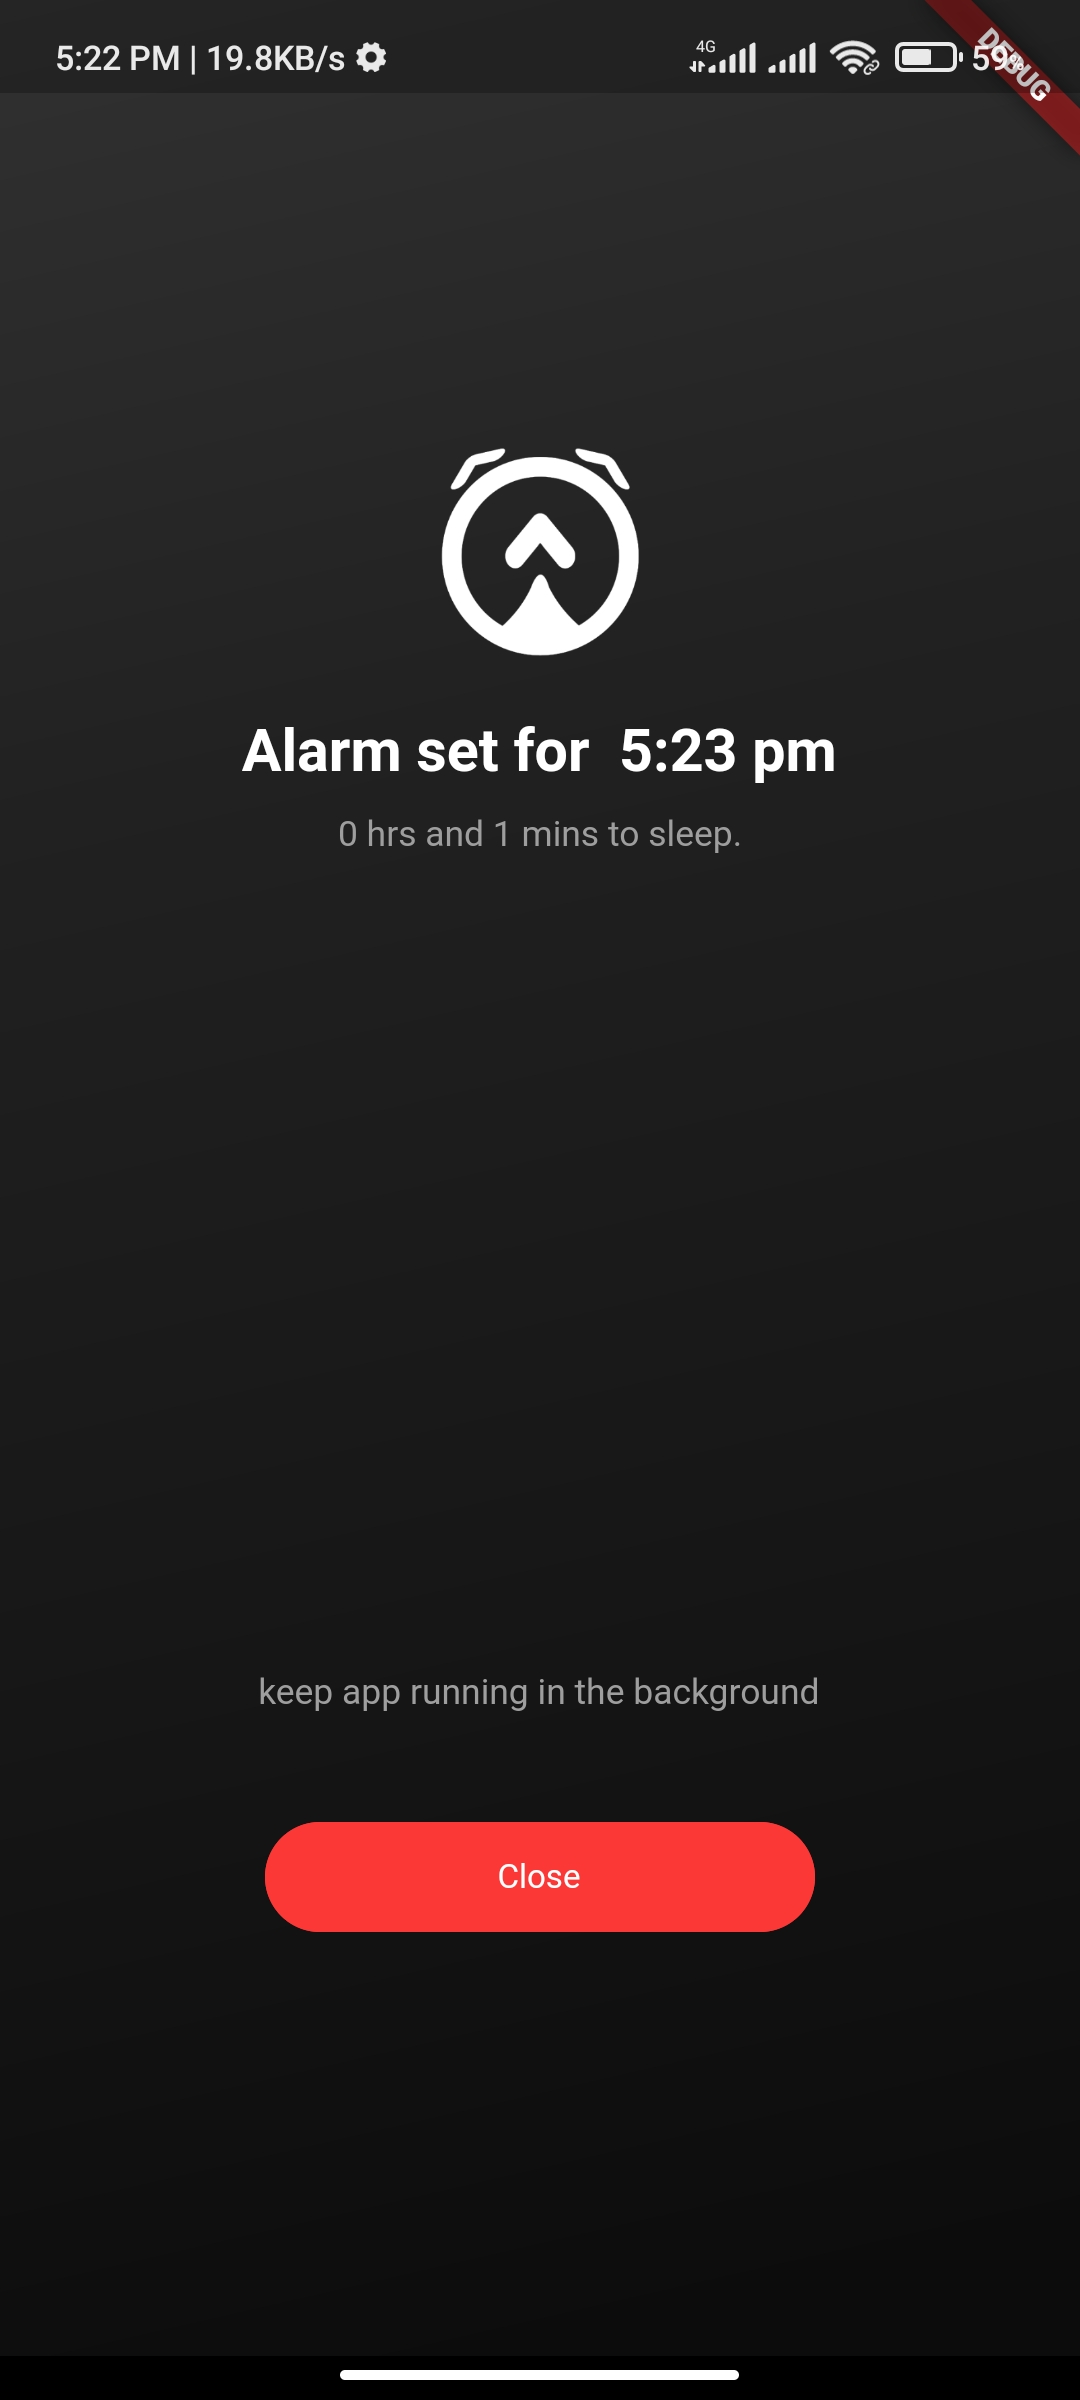 5:22 PM | 19.8KB/s
4G
59%
DEBUG
Alarm set for  5:23 pm
0 hrs and 1 mins to sleep.
keep app running in the background
Close